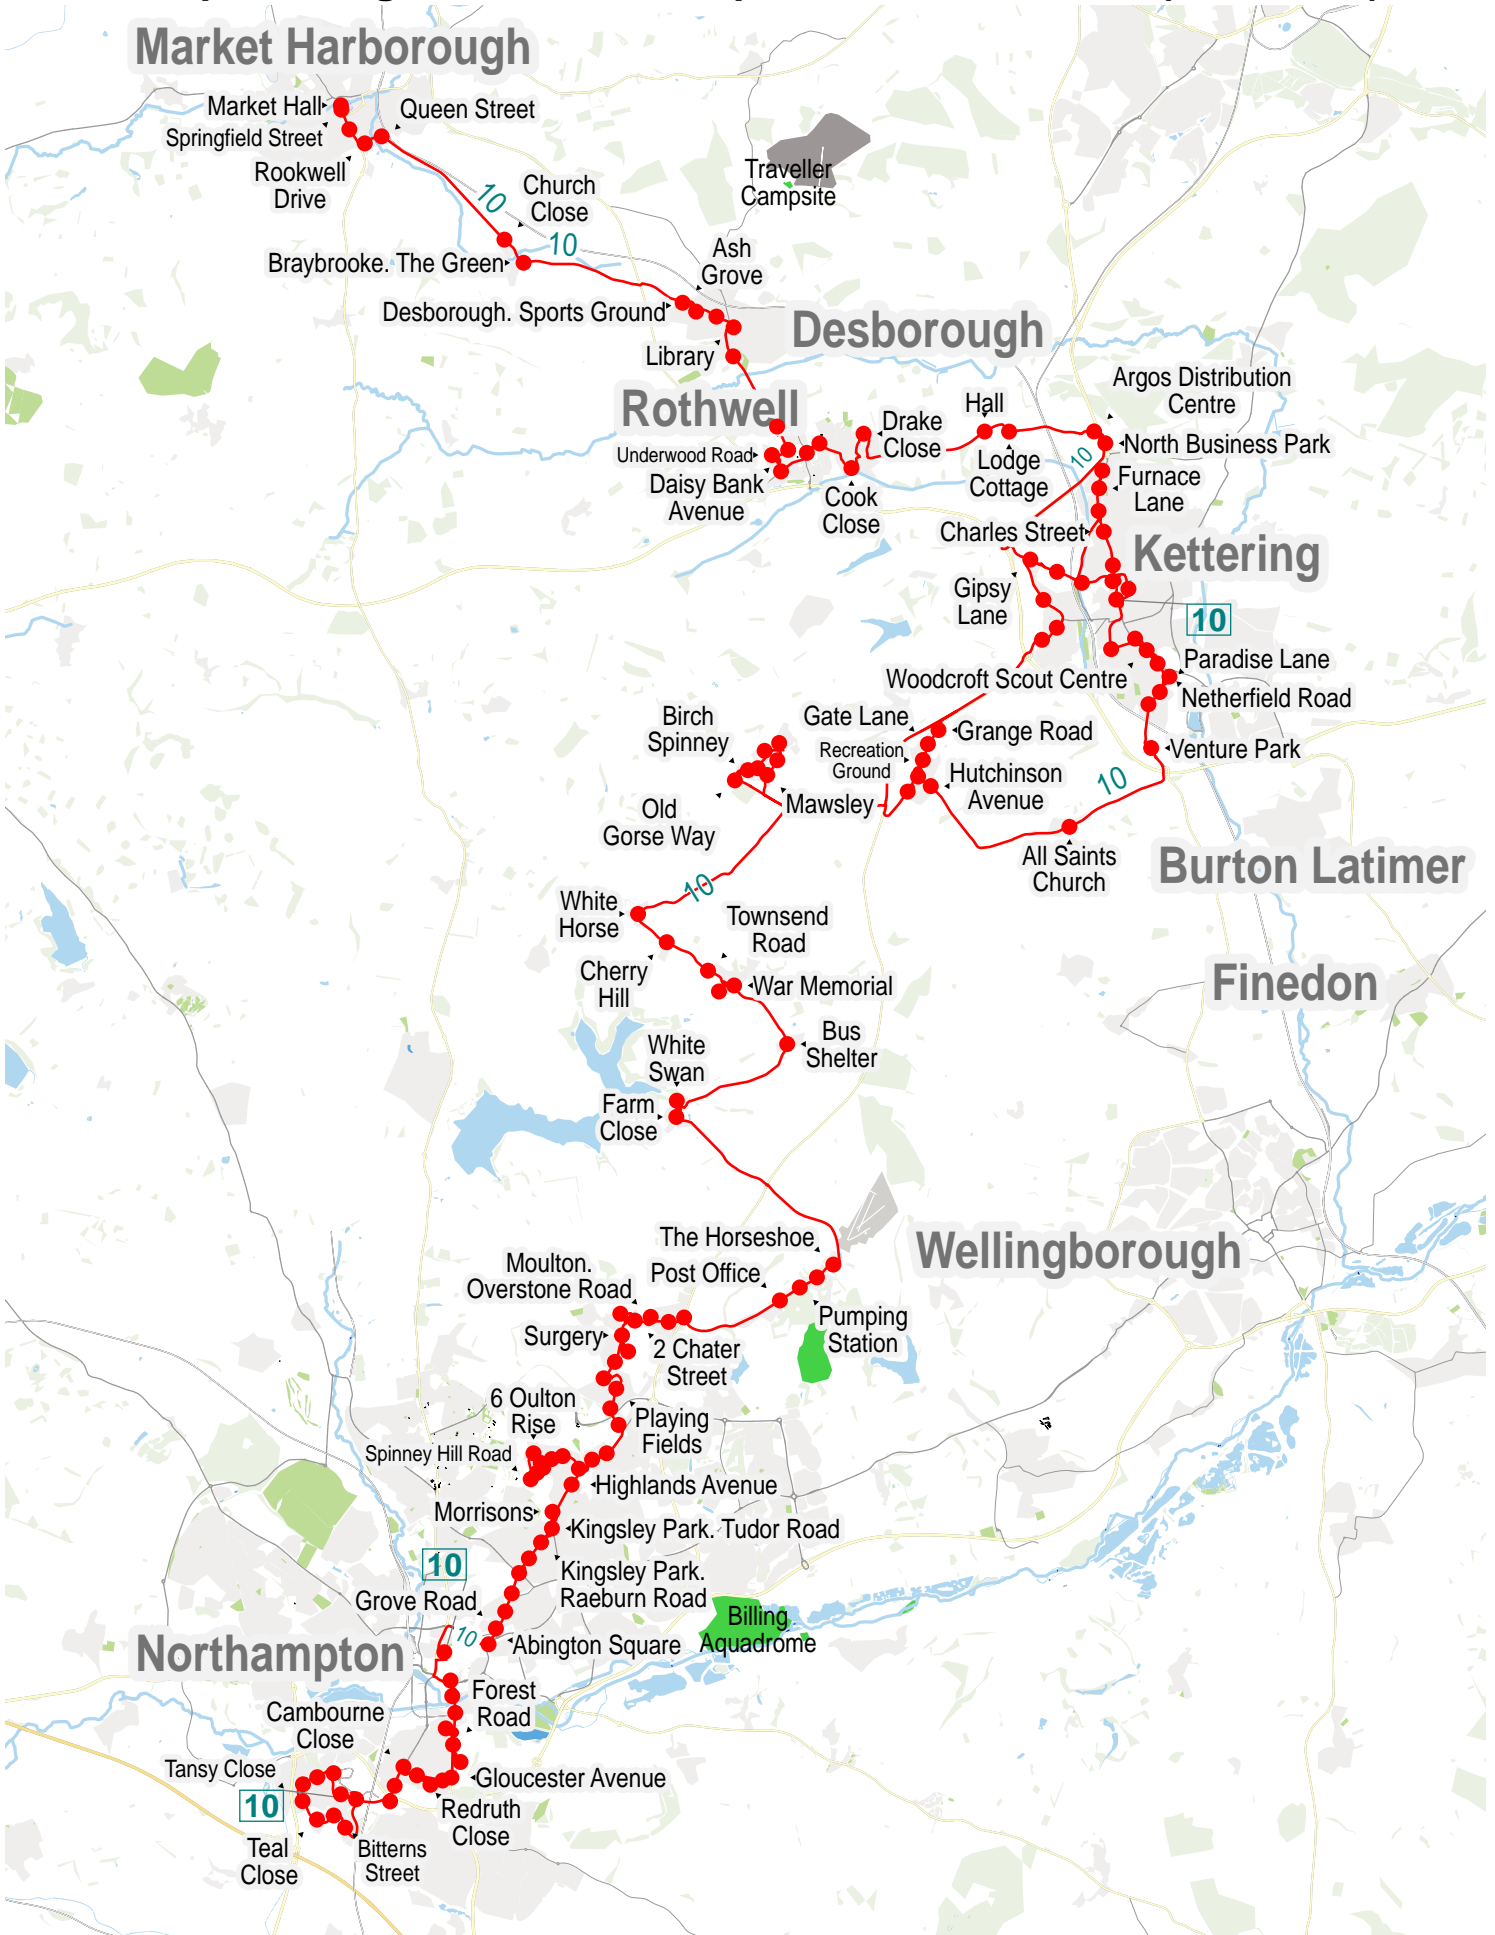 Market Harborough
Market Hall
Queen Street
Springfield Street
Rookwell
Drive
Traveller
Campsite
Church
Close
10
10
Braybrooke. The Green
Ash
Grove
Desborough. Sports Ground
Desborough
Library
Argos Distribution
Centre
Rothwell
Hall
Drake
Close
North Business Park
Underwood Road
Lodge
Cottage
10
Furnace
Lane
Daisy Bank
Avenue
Cook
Close
Charles Street
Kettering
Gipsy
Lane
10
Paradise Lane
Woodcroft Scout Centre
Netherfield Road
Birch
Spinney
Gate Lane
Grange Road
Recreation
Ground
Venture Park
Hutchinson
Avenue
10
Mawsley
Old
Gorse Way
All Saints
Church
Burton Latimer
10
White
Horse
Townsend
Road
Cherry
Hill
War Memorial
Finedon
Bus
Shelter
White
Swan
Farm
Close
The Horseshoe
Wellingborough
Moulton.
Overstone Road
Post Office
Pumping
Station
Surgery
2 Chater
Street
6 Oulton
Rise
Playing
Fields
Spinney Hill Road
Highlands Avenue
Morrisons
Kingsley Park. Tudor Road
10
Kingsley Park.
Raeburn Road
Grove Road
Billing
Aquadrome
10
Abington Square
Northampton
Forest
Road
Cambourne
Close
Tansy Close
Gloucester Avenue
10
Redruth
Close
Teal
Close
Bitterns
Street